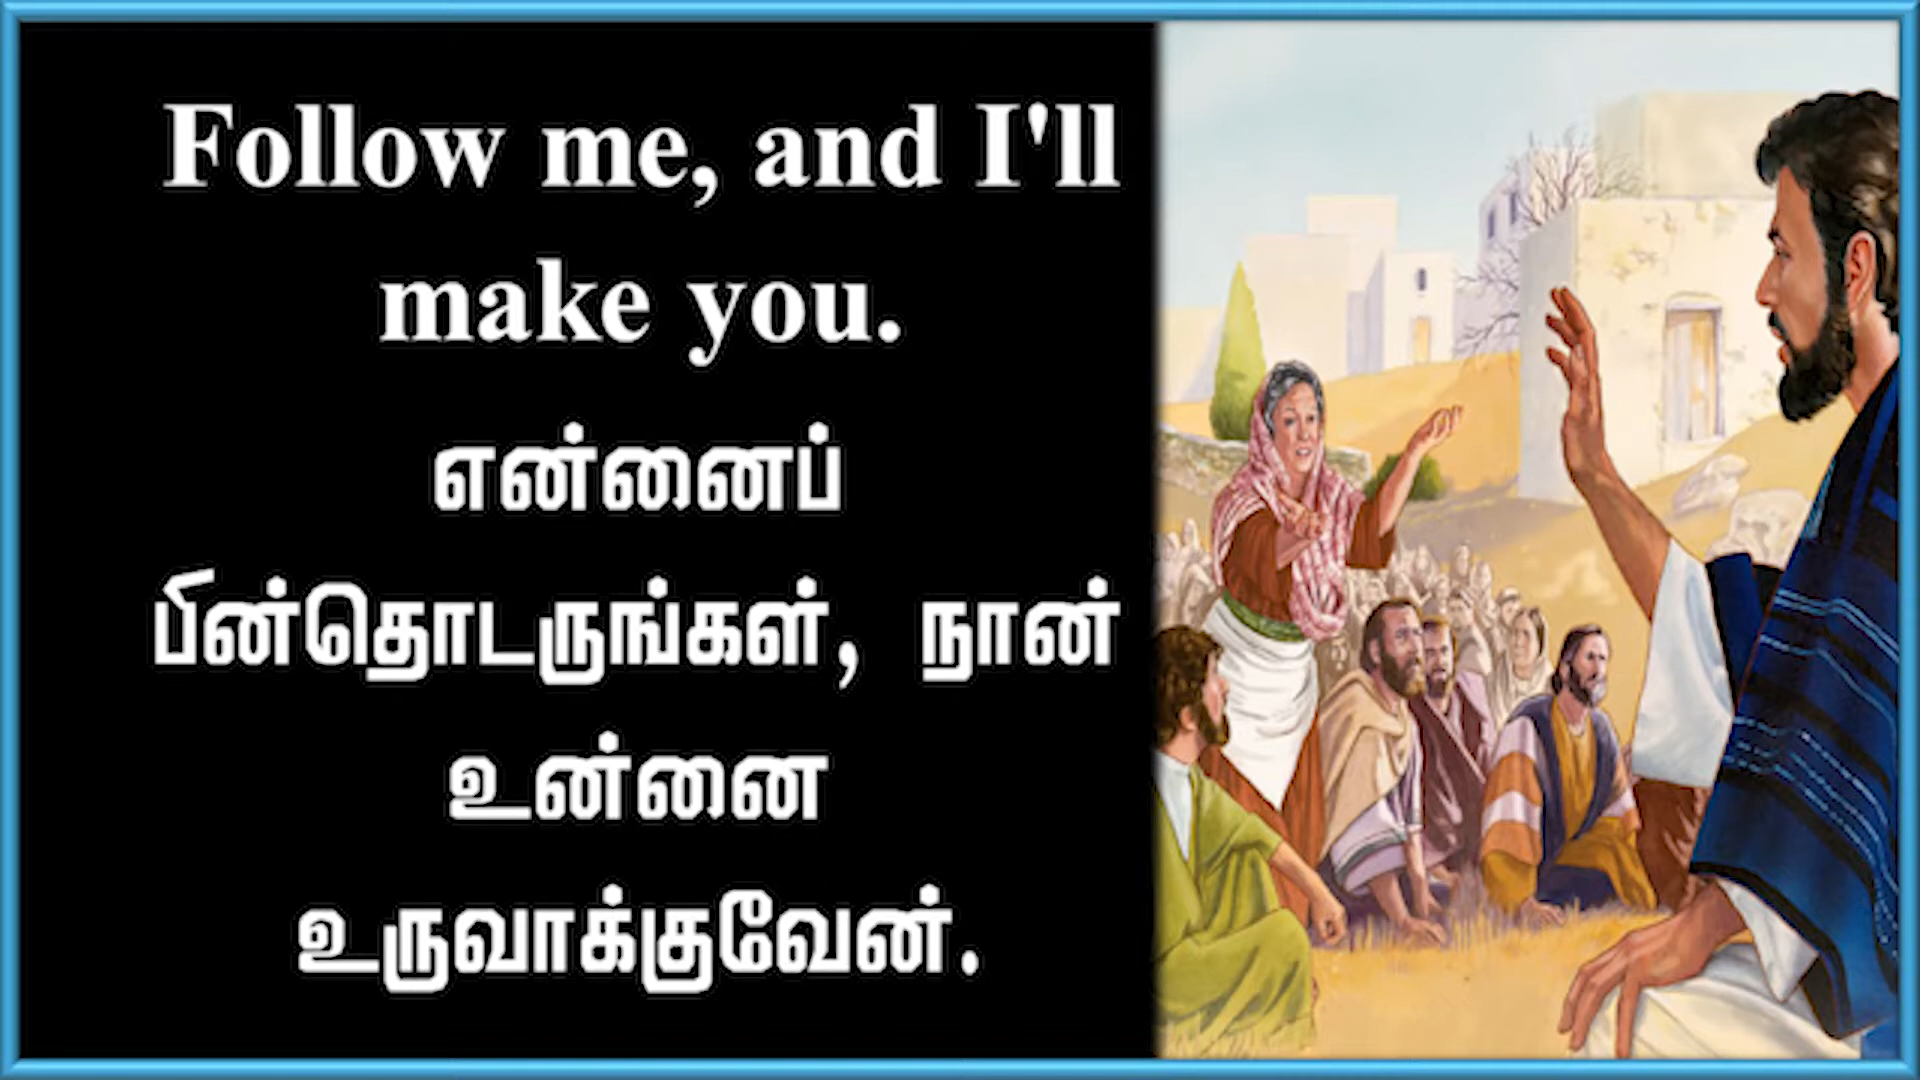 Follow me, and I'll
make you.
என்னைப்
பின்தொடருங்கள், நான்
உன்னை
உருவாக்குவேன்.